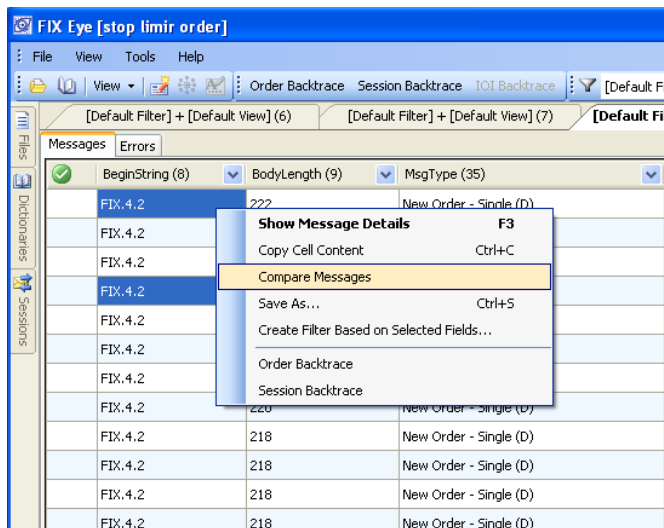 FIX Eye [stop limir order]
File View Tools Help
View Order Backtrace Session Backtrace IOI Backtrace [Default F
[Default Filter] + [Default View] (6) [Default Filter] + [Default View] (7) [Default Fi
Files
Dictionaries
Sessions
Messages Errors
BeginString (8) BodyLength (9) MsgType (35)
FIX.4.2 222 New Order - Single (D)
FIX.4.2
FIX.4.2
FIX.4.2
FIX.4.2
FIX.4.2
FIX.4.2
FIX.4.2 220 New Order - Single (D)
FIX.4.2 218 New Order - Single (D)
FIX.4.2 218 New Order - Single (D)
FIX.4.2 218 New Order - Single (D)
FIX.4.2 218 New Order - Single (D)
Show Message Details F3
Copy Cell Content Ctrl+C
Compare Messages
Save As... Ctrl+S
Create Filter Based on Selected Fields...
Order Backtrace
Session Backtrace